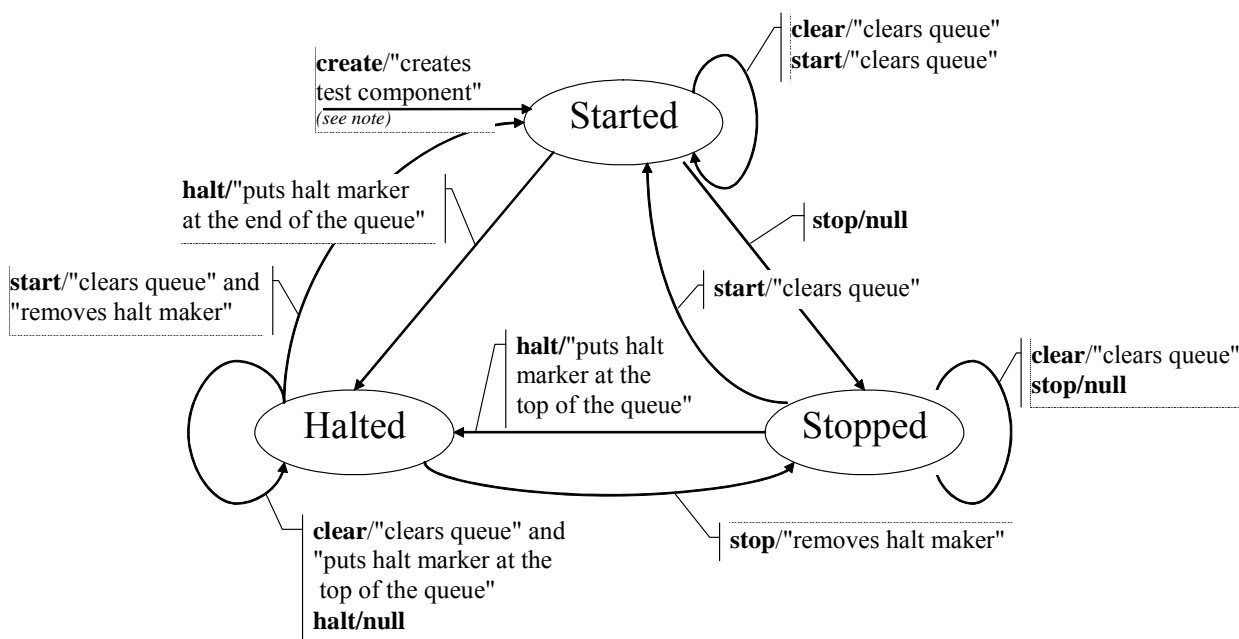 clear/"clears queue"
start/"clears queue"
create/"creates
test component"
(see note)
Started
halt/"puts halt marker
at the end of the queue"
stop/null
start/"clears queue" and
"removes halt maker"
start/"clears queue"
halt/"puts halt
marker at the
top of the queue"
clear/"clears queue"
stop/null
Halted
Stopped
clear/"clears queue" and
"puts halt marker at the
top of the queue"
halt/null
stop/"removes halt maker"